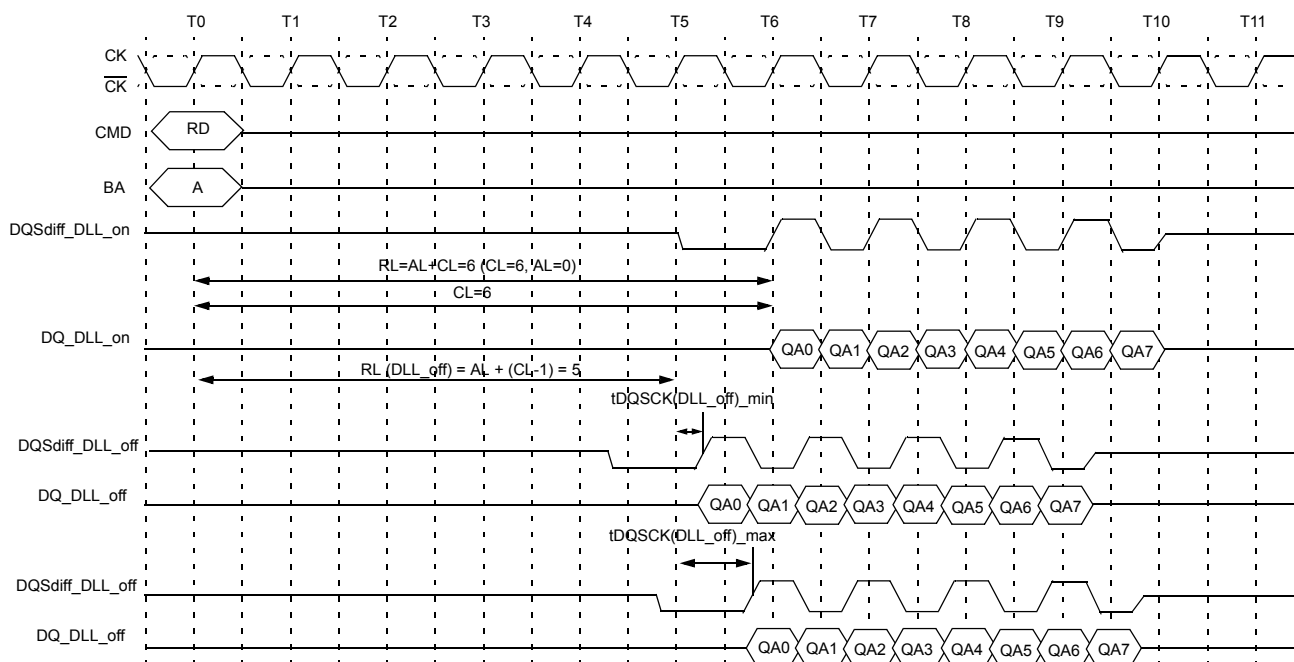 T0 T1 T2 T3 T4 T5 T6 T7 T8 T9 T10 T11
CK
CK
CMD RD
BA A
DQSdiff_DLL_on
RL=AL+CL=6 (CL=6, AL=0)
CL=6
DQ_DLL_on QA0 QA1 QA2 QA3 QA4 QA5 QA6 QA7
RL (DLL_off) = AL + (CL-1) = 5
tDQSCK(DLL_off)_min
DQSdiff_DLL_off
DQ_DLL_off QA0 QA1 QA2 QA3 QA4 QA5 QA6 QA7
tDQSCK(DLL_off)_max
DQSdiff_DLL_off
DQ_DLL_off QA0 QA1 QA2 QA3 QA4 QA5 QA6 QA7